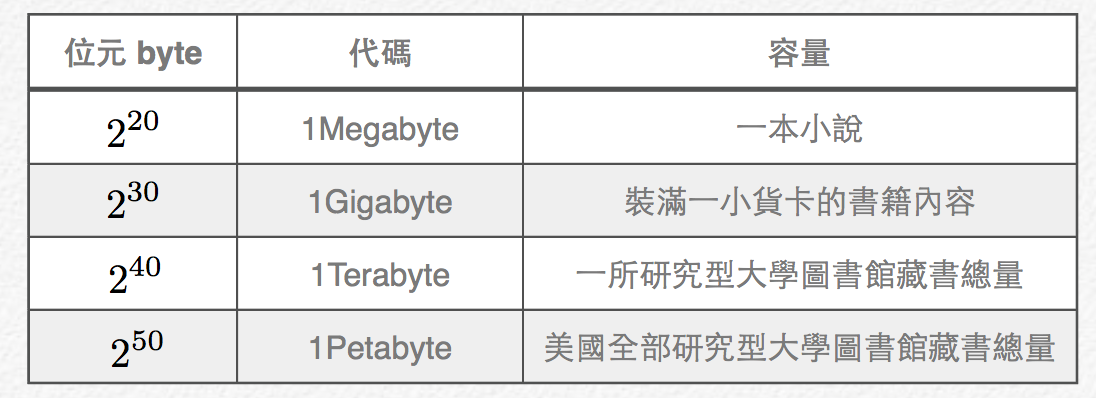 位元 byte 代碼 容量
2^20 1Megabyte 一本小說
2^30 1Gigabyte 裝滿一小貨卡的書籍內容
2^40 1Terabyte 一所研究型大學圖書館藏書總量
2^50 1Petabyte 美國全部研究型大學圖書館藏書總量